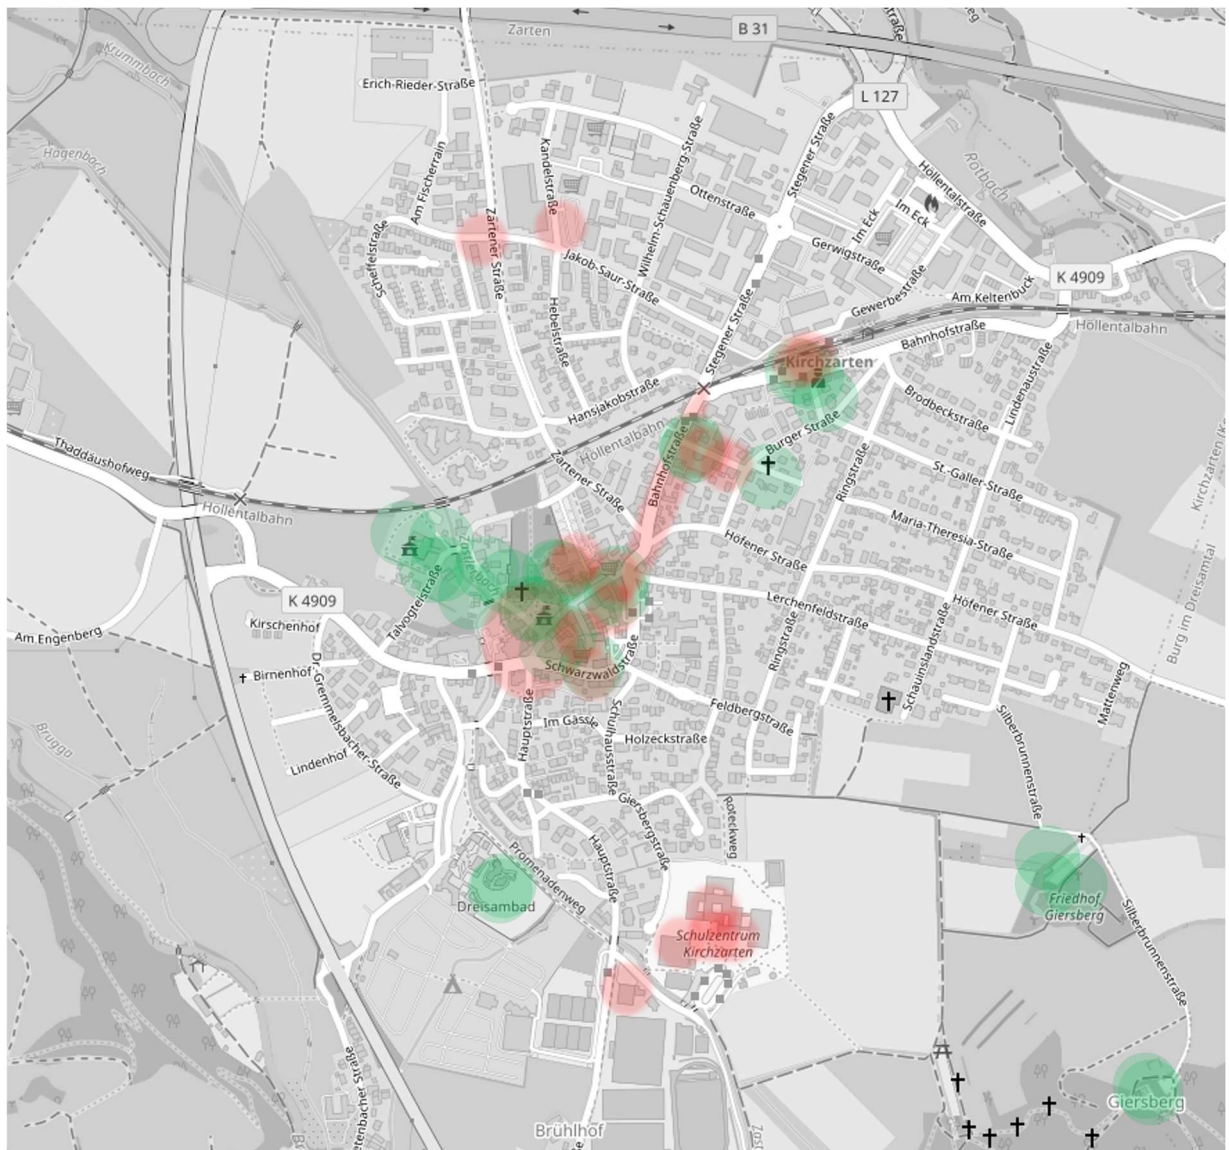 Zarten
B 31
Krummbach
Erich-Rieder-Straße
L 127
Hagenbach
Am Fischerrain
Kandelstraße
Wilhelm-Schauenberg-Straße
Stegener Straße
Ottenstraße
Höllentalstraße
Rotbach
Im Eck
Im Eck
Scheffelstraße
Zartener Straße
Gerwigstraße
Jakob-Saur-Straße
K 4909
Gewerbestraße
Am Keltenbuck
Höllentalbahn
Hebelstraße
Stegener Straße
Bahnhofstraße
Kirchzarten
Lindenaustraße
Hansjakobstraße
Brodbeckstraße
Höllentalbahn
Burger Straße
Thaddäushofweg
Zartener Straße
Bahnhofstraße
Ringstraße
St.-Galler-Straße
Höllentalbahn
Maria-Theresia-Straße
Höfener Straße
Burg im Dreisamtal
K 4909
Kirschenhof
Talvogteistraße
Lerchenfeldstraße
Höfener Straße
Am Engenberg
Ringstraße
Schauinslandstraße
Birnenhof
Schwarzwaldstraße
Mattenweg
Dr.-Gremmelsbacher-Straße
Hauptstraße
Im Gässle
Schulhausstraße
Feldbergstraße
Silberbrunnenstraße
Brugga
Lindenhof
Holzeckstraße
Giersbergstraße
Roteckweg
Promenadenweg
Hauptstraße
Dreisambad
Friedhof
Giersberg
Silberbrunnenstraße
Schulzentrum
Kirchzarten
Giersberg
Brühlhof